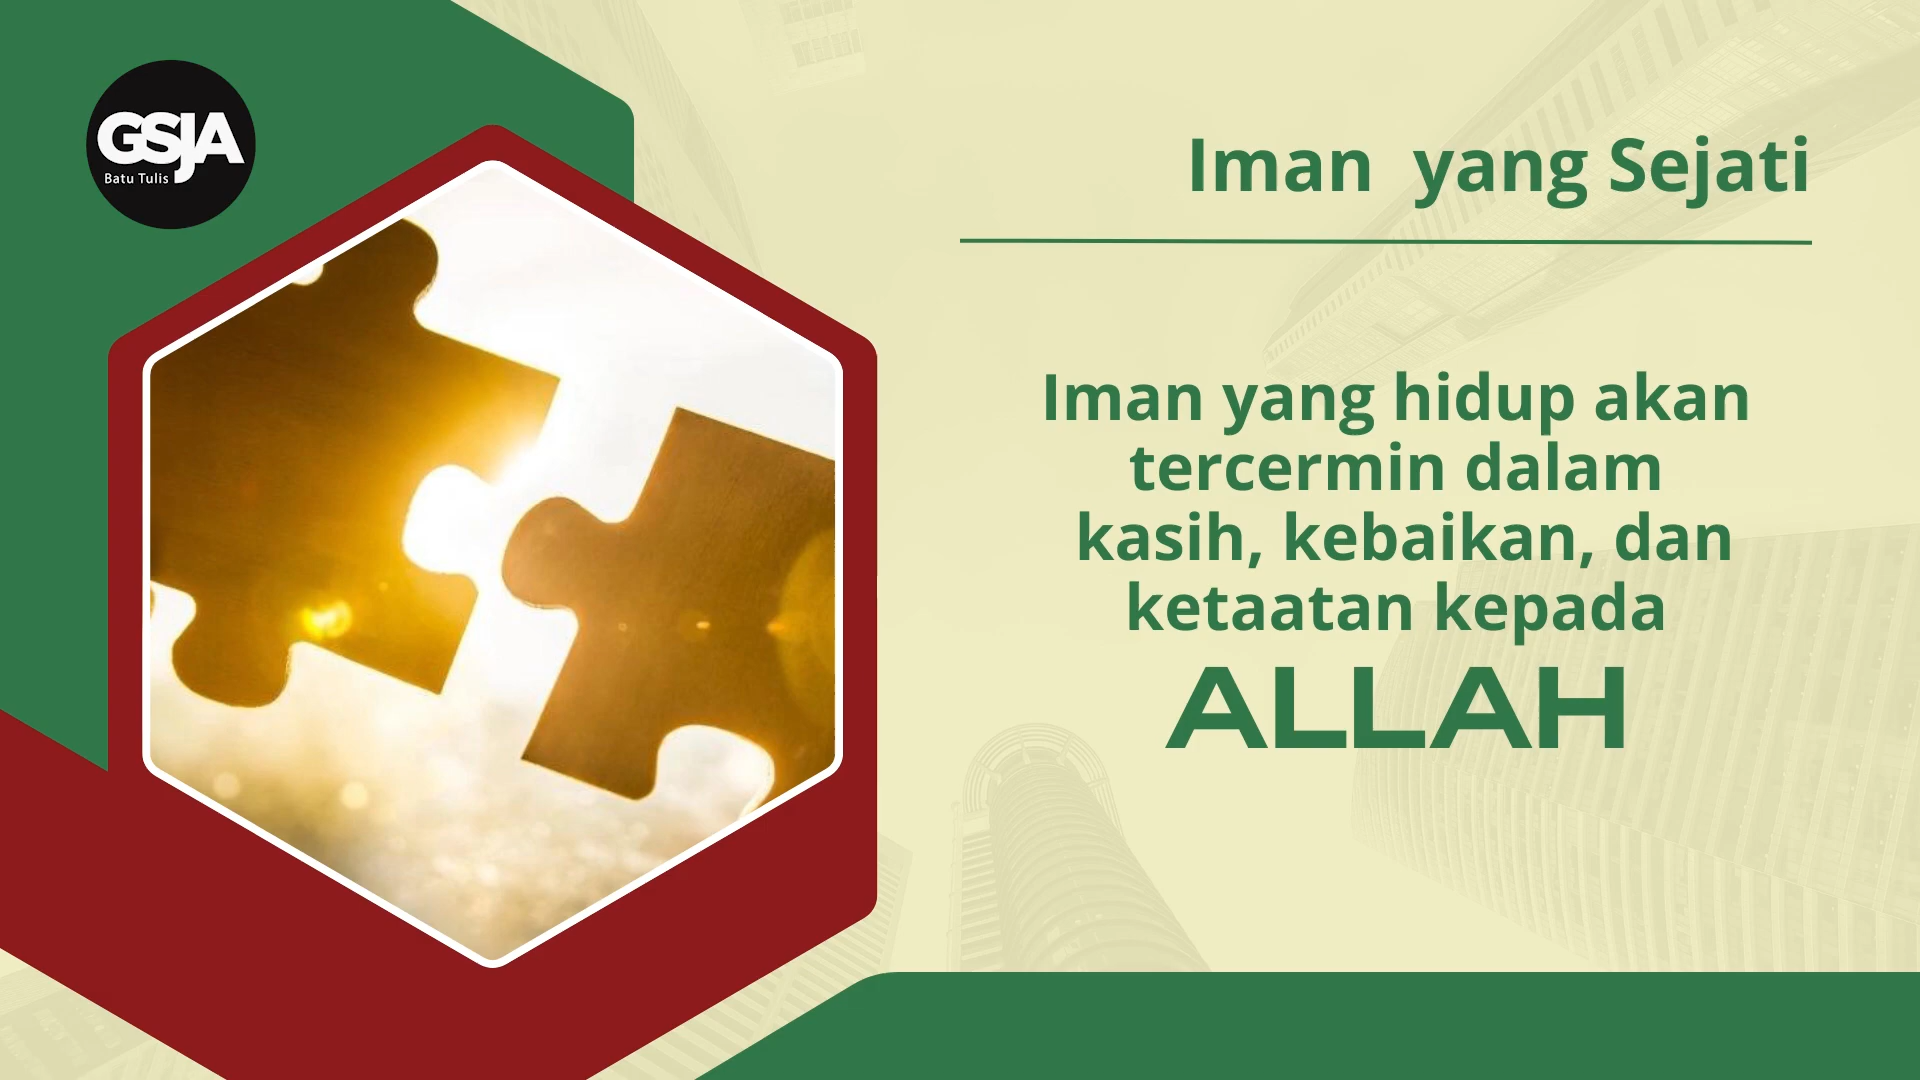 GSJA
Batu Tulis
Iman  yang Sejati
Iman yang hidup akan
tercermin dalam
kasih, kebaikan, dan
ketaatan kepada
ALLAH